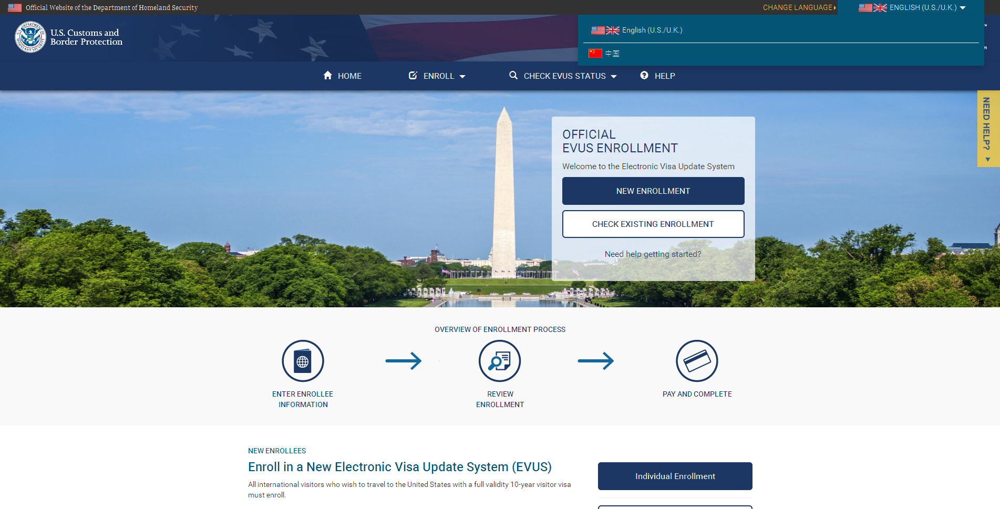 Official Website of the Department of Homeland Security
CHANGE LANGUAGE
ENGLISH (U.S./U.K.)
English (U.S./U.K.)
中国
U.S. Customs and
Border Protection
HOME
ENROLL
CHECK EVUS STATUS
HELP
NEED HELP?
OFFICIAL
EVUS ENROLLMENT
Welcome to the Electronic Visa Update System
NEW ENROLLMENT
CHECK EXISTING ENROLLMENT
Need help getting started?
OVERVIEW OF ENROLLMENT PROCESS
ENTER ENROLLEE
INFORMATION
REVIEW
ENROLLMENT
PAY AND COMPLETE
NEW ENROLLEES
Enroll in a New Electronic Visa Update System (EVUS)
All international visitors who wish to travel to the United States with a full validity 10-year visitor visa
must enroll.
Individual Enrollment